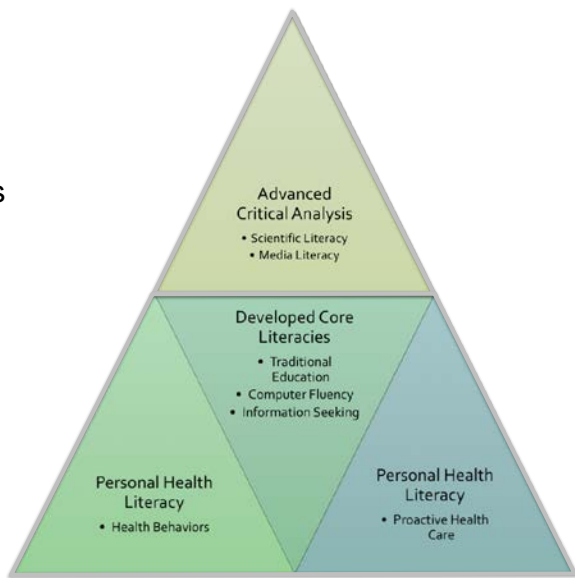 s
Advanced
Critical Analysis
• Scientific Literacy
• Media Literacy
Developed Core
Literacies
• Traditional
Education
• Computer Fluency
• Information Seeking
Personal Health
Literacy
• Health Behaviors
Personal Health
Literacy
• Proactive Health
Care